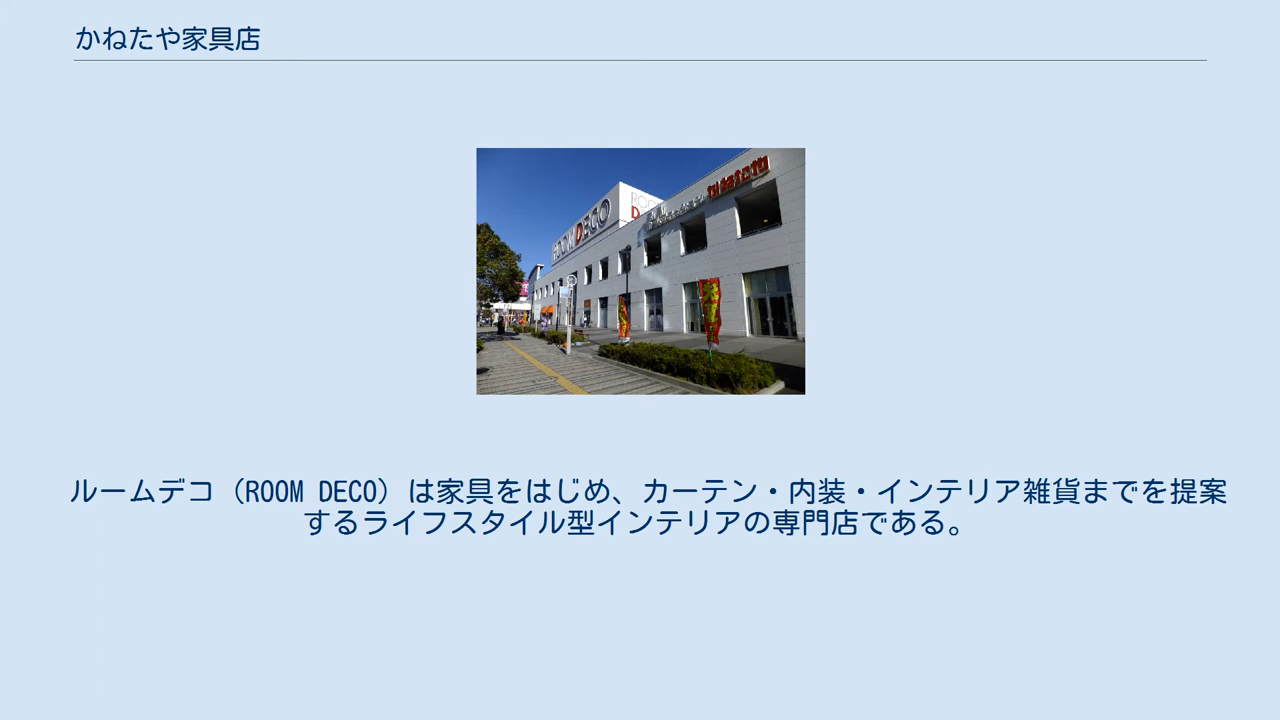 かねたや家具店
ROOM DECO
ルームデコ（ROOM DECO）は家具をはじめ、カーテン・内装・インテリア雑貨までを提案
するライフスタイル型インテリアの専門店である。